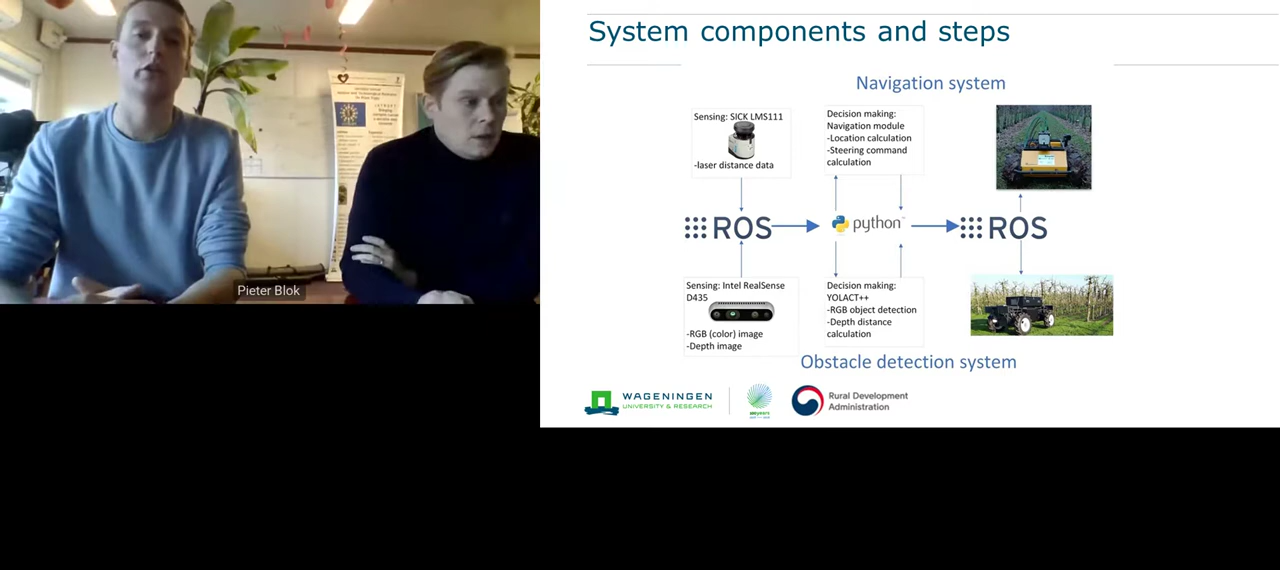 Pieter Blok
System components and steps
Navigation system
Sensing: SICK LMS111
-laser distance data
Decision making:
Navigation module
-Location calculation
-Steering command
calculation
ROS
python
ROS
Sensing: Intel RealSense
D435
-RGB (color) image
-Depth image
Decision making:
YOLACT++
-RGB object detection
-Depth distance
calculation
Obstacle detection system
WAGENINGEN
UNIVERSITY & RESEARCH
Rural Development
Administration